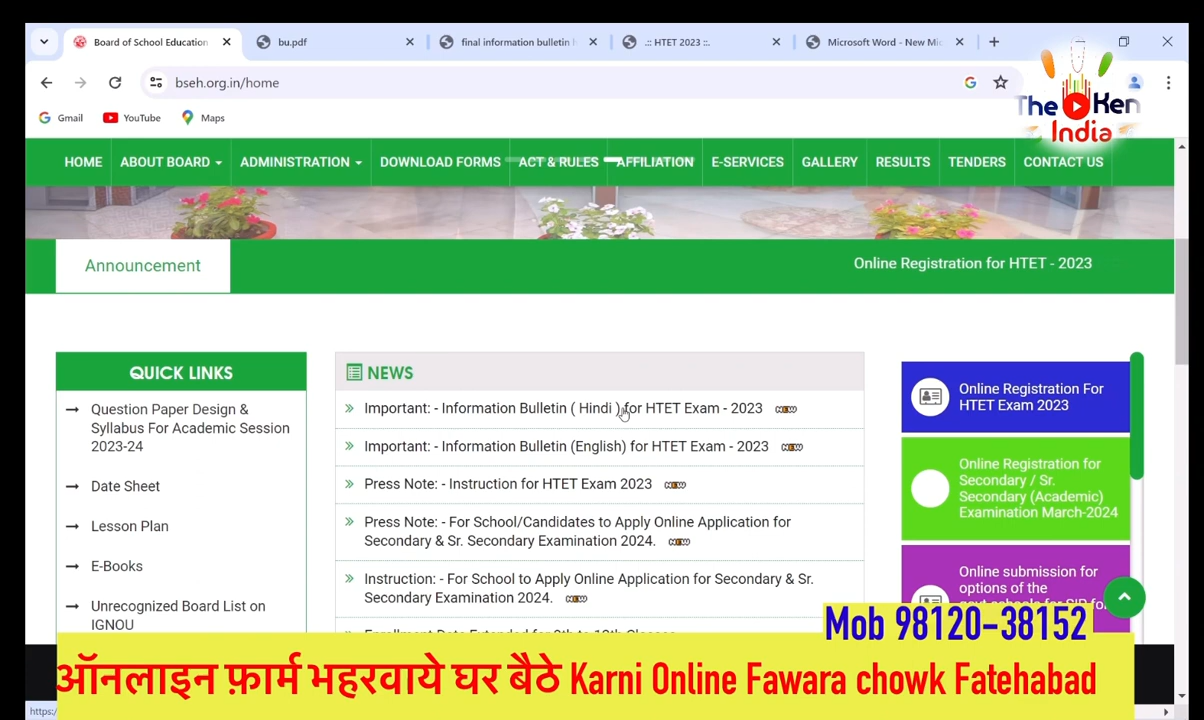 Board of School Education
bu.pdf
final information bulletin h
.:: HTET 2023 ::.
Microsoft Word - New Mic
bseh.org.in/home
Gmail
YouTube
Maps
The Ken
India
HOME
ABOUT BOARD
ADMINISTRATION
DOWNLOAD FORMS
ACT & RULES
AFFILIATION
E-SERVICES
GALLERY
RESULTS
TENDERS
CONTACT US
Announcement
Online Registration for HTET - 2023
QUICK LINKS
Question Paper Design &
Syllabus For Academic Session
2023-24
Date Sheet
Lesson Plan
E-Books
Unrecognized Board List on
IGNOU
NEWS
Important: - Information Bulletin ( Hindi ) for HTET Exam - 2023
Important: - Information Bulletin (English) for HTET Exam - 2023
Press Note: - Instruction for HTET Exam 2023
Press Note: - For School/Candidates to Apply Online Application for
Secondary & Sr. Secondary Examination 2024.
Instruction: - For School to Apply Online Application for Secondary & Sr.
Secondary Examination 2024.
Online Registration For
HTET Exam 2023
Online Registration for
Secondary / Sr.
Secondary (Academic)
Examination March-2024
Online submission for
options of the
Mob 98120-38152
ऑनलाइन फ़ार्म भहरवाये घर बैठे Karni Online Fawara chowk Fatehabad
https:/